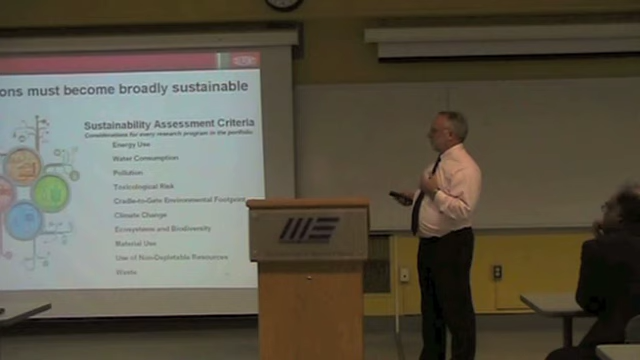 ons must become broadly sustainable
Sustainability Assessment Criteria
Considerations for every research program in the portfolio
Energy Use
Water Consumption
Pollution
Toxicological Risk
Cradle-to-Gate Environmental Footprint
Climate Change
Ecosystems and Biodiversity
Material Use
Use of Non-Depletable Resources
Waste